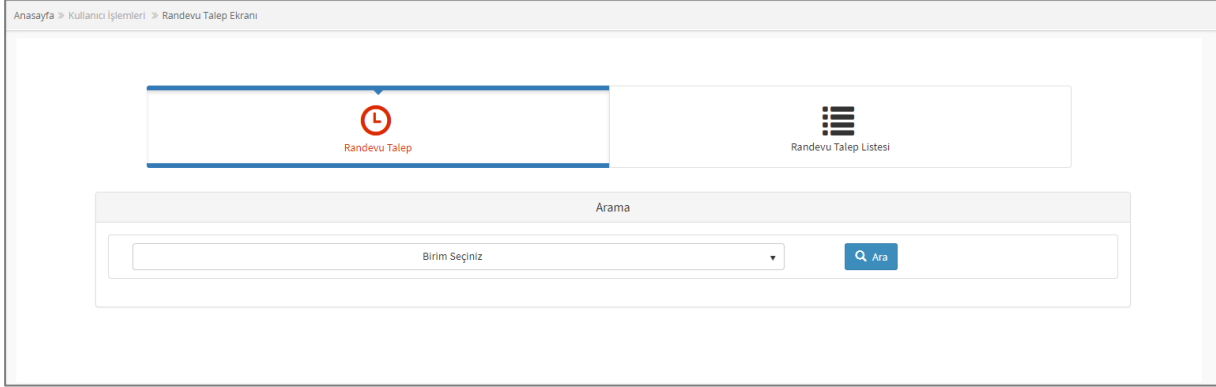 Anasayfa » Kullanıcı İşlemleri » Randevu Talep Ekranı
Randevu Talep
Randevu Talep Listesi
Arama
Birim Seçiniz
Ara